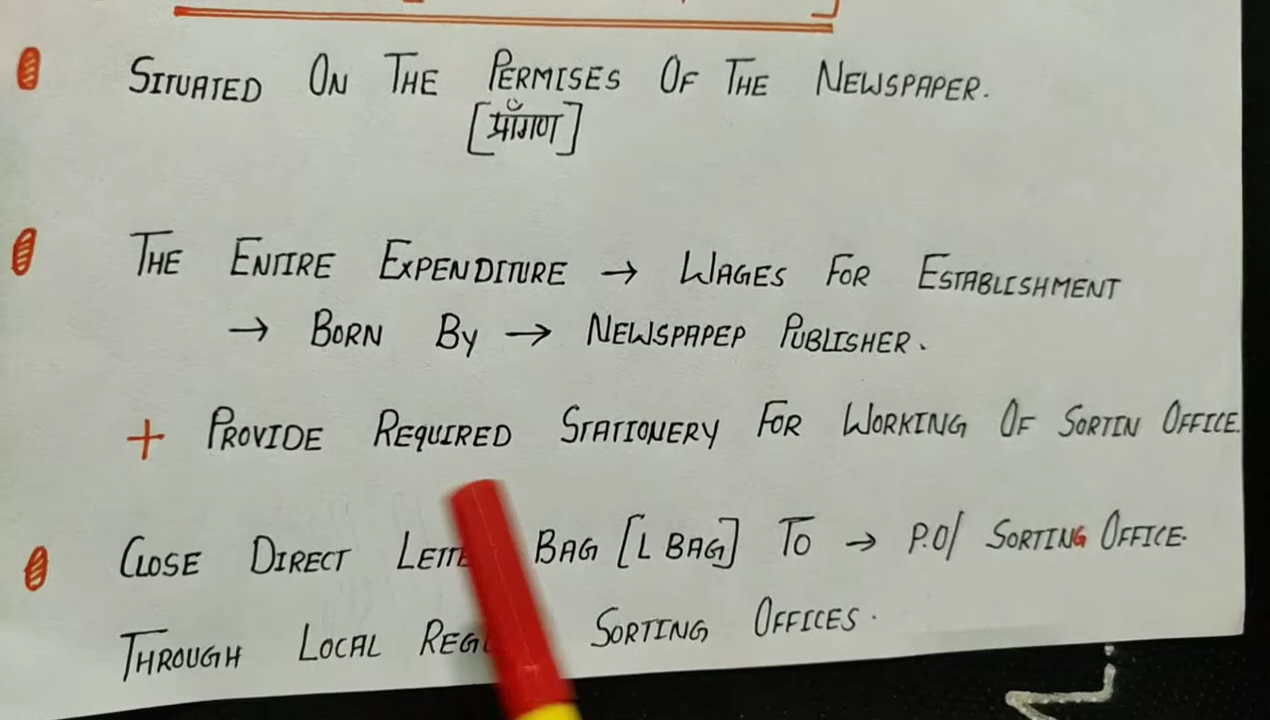 SITUATED ON THE PERMISES OF THE NEWSPAPER.
[प्राँगण]
THE ENTIRE EXPENDITURE → WAGES FOR ESTABLISHMENT
→ BORN BY → NEWSPAPEP PUBLISHER.
+ PROVIDE REQUIRED STATIONERY FOR WORKING OF SORTIN OFFICE.
CLOSE DIRECT BAG [L BAG] TO → P.O/ SORTING OFFICE.
THROUGH LOCAL SORTING OFFICES.